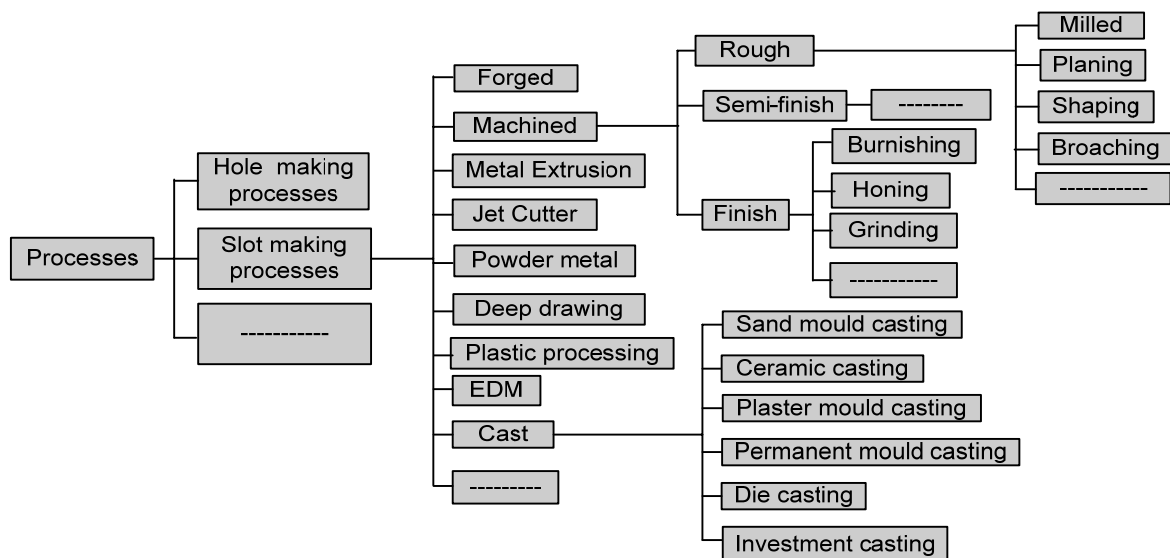 Processes
Hole making
processes
Slot making
processes
-----------
Forged
Machined
Metal Extrusion
Jet Cutter
Powder metal
Deep drawing
Plastic processing
EDM
Cast
---------
Rough
Semi-finish
--------
Finish
Milled
Planing
Shaping
Broaching
-----------
Burnishing
Honing
Grinding
-----------
Sand mould casting
Ceramic casting
Plaster mould casting
Permanent mould casting
Die casting
Investment casting